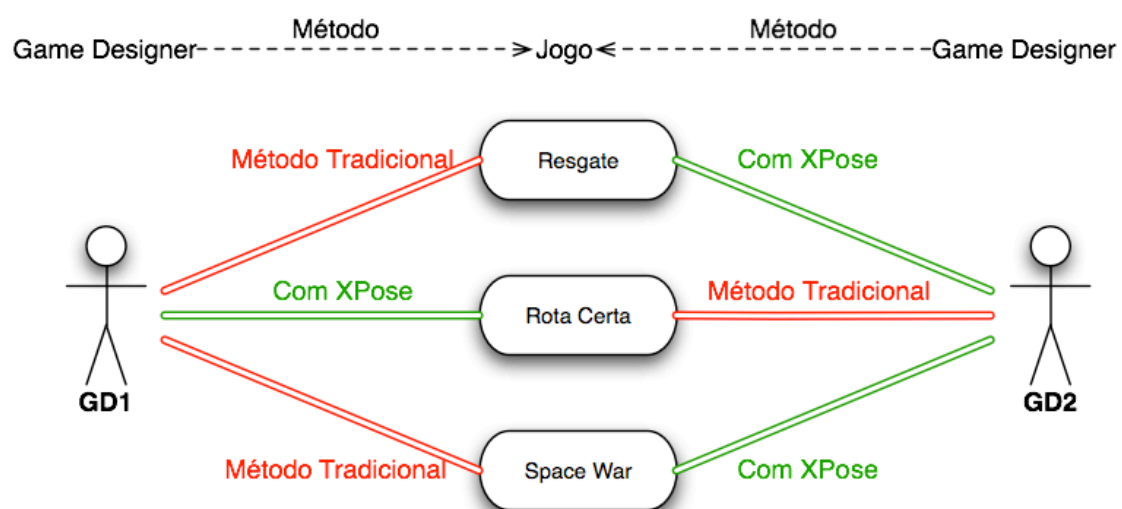 Método Método
Game Designer Jogo Game Designer
Método Tradicional Resgate Com XPose
Com XPose Rota Certa Método Tradicional
GD1 GD2
Método Tradicional Space War Com XPose